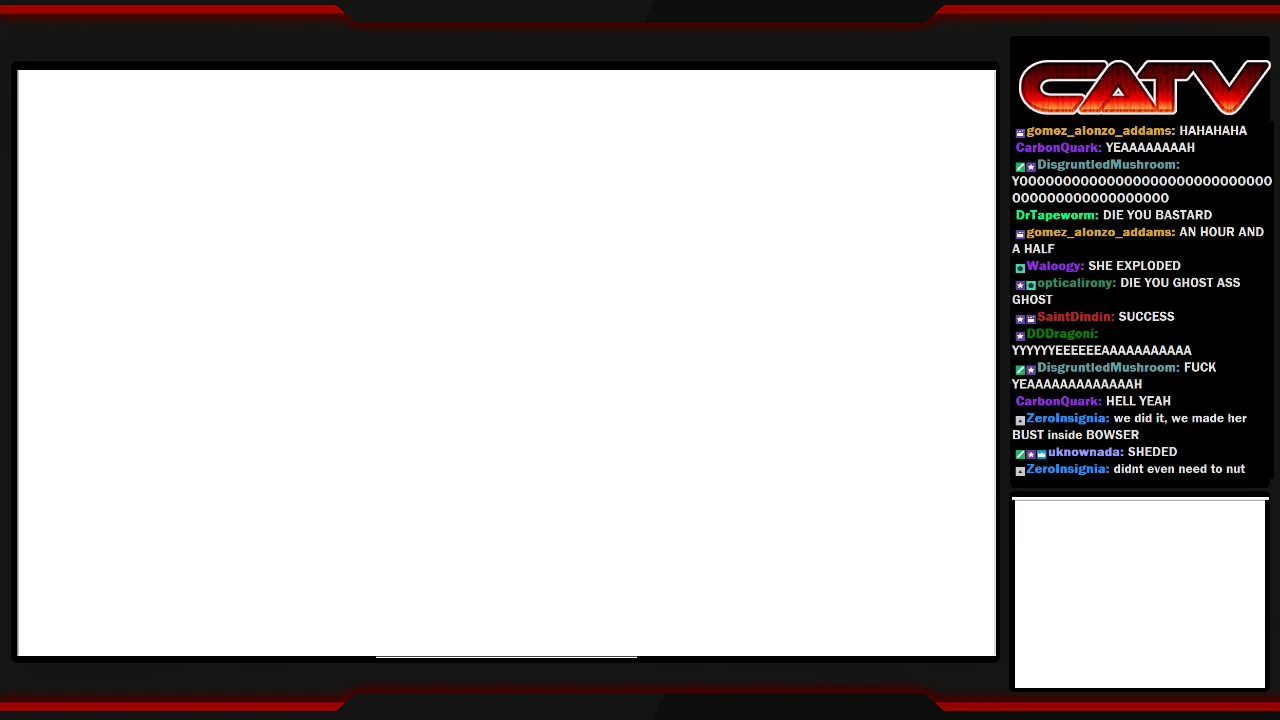 CATV
gomez_alonzo_addams: HAHAHAHA
CarbonQuark: YEAAAAAAAAH
DisgruntledMushroom:
YOOOOOOOOOOOOOOOOOOOOOOOOOOOOOO
OOOOOOOOOOOOOOOOOO
DrTapeworm: DIE YOU BASTARD
gomez_alonzo_addams: AN HOUR AND
A HALF
Waloogy: SHE EXPLODED
opticalirony: DIE YOU GHOST ASS
GHOST
SaintDindin: SUCCESS
DDDragoni:
YYYYYYEEEEEEAAAAAAAAAAA
DisgruntledMushroom: FUCK
YEAAAAAAAAAAAAAH
CarbonQuark: HELL YEAH
ZeroInsignia: we did it, we made her
BUST inside BOWSER
uknownada: SHEDED
ZeroInsignia: didnt even need to nut